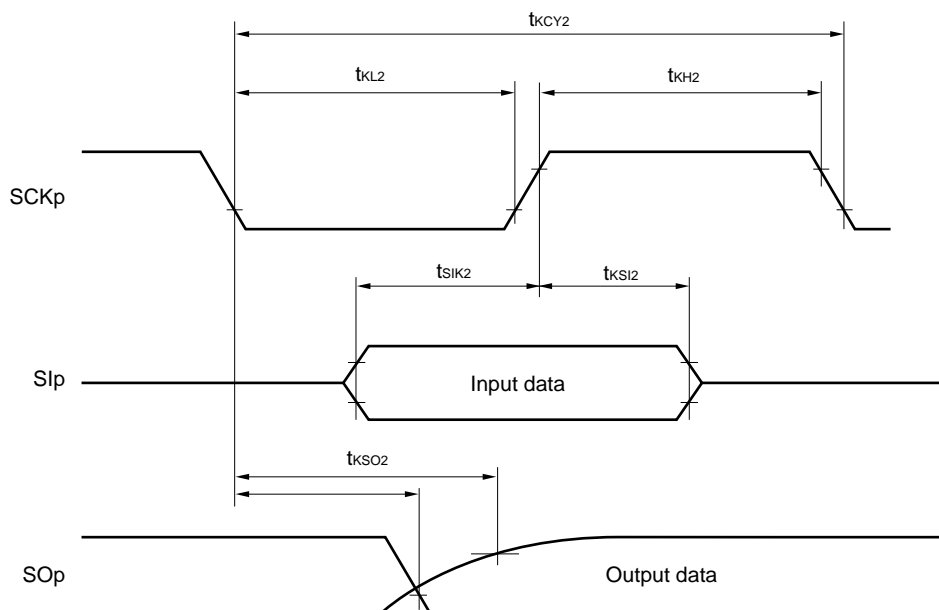 tKCY2
tKL2
tKH2
SCKp
tSIK2
tKSI2
SIp
Input data
tKSO2
SOp
Output data